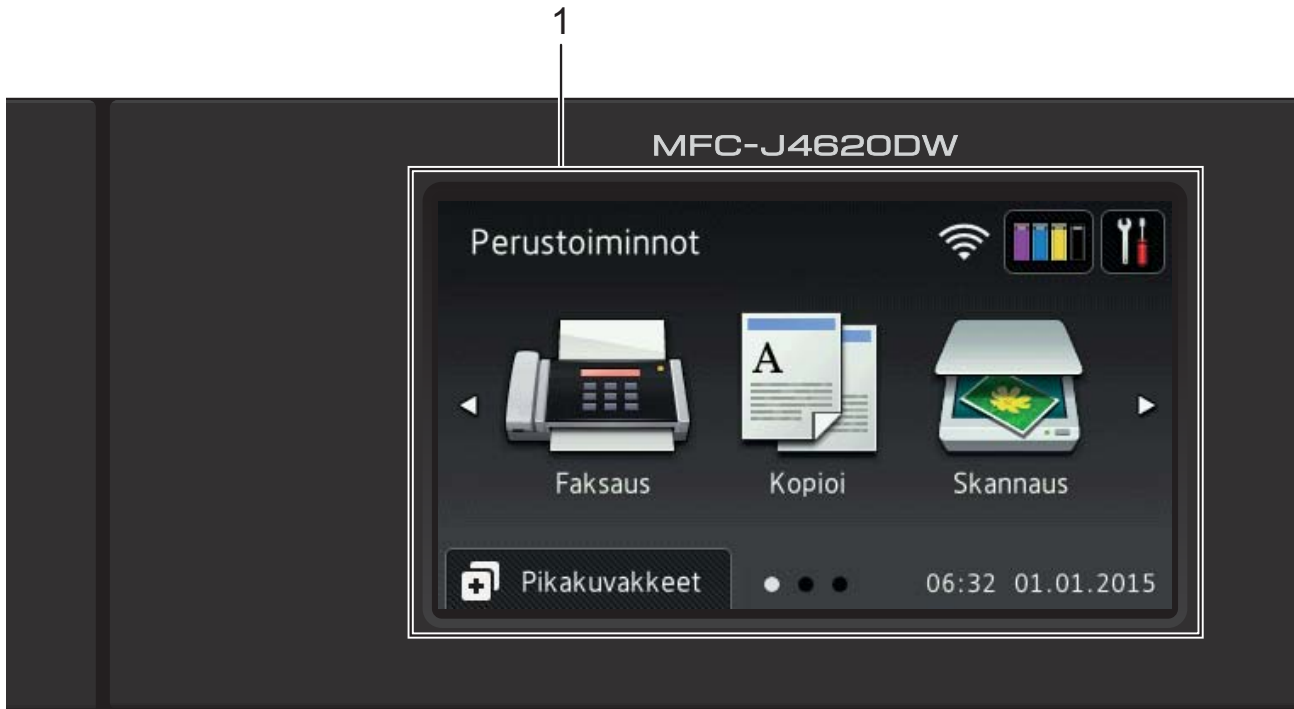 1
MFC-J4620DW
Perustoiminnot
A
Faksaus Kopioi Skannaus
Pikakuvakkeet 06:32 01.01.2015